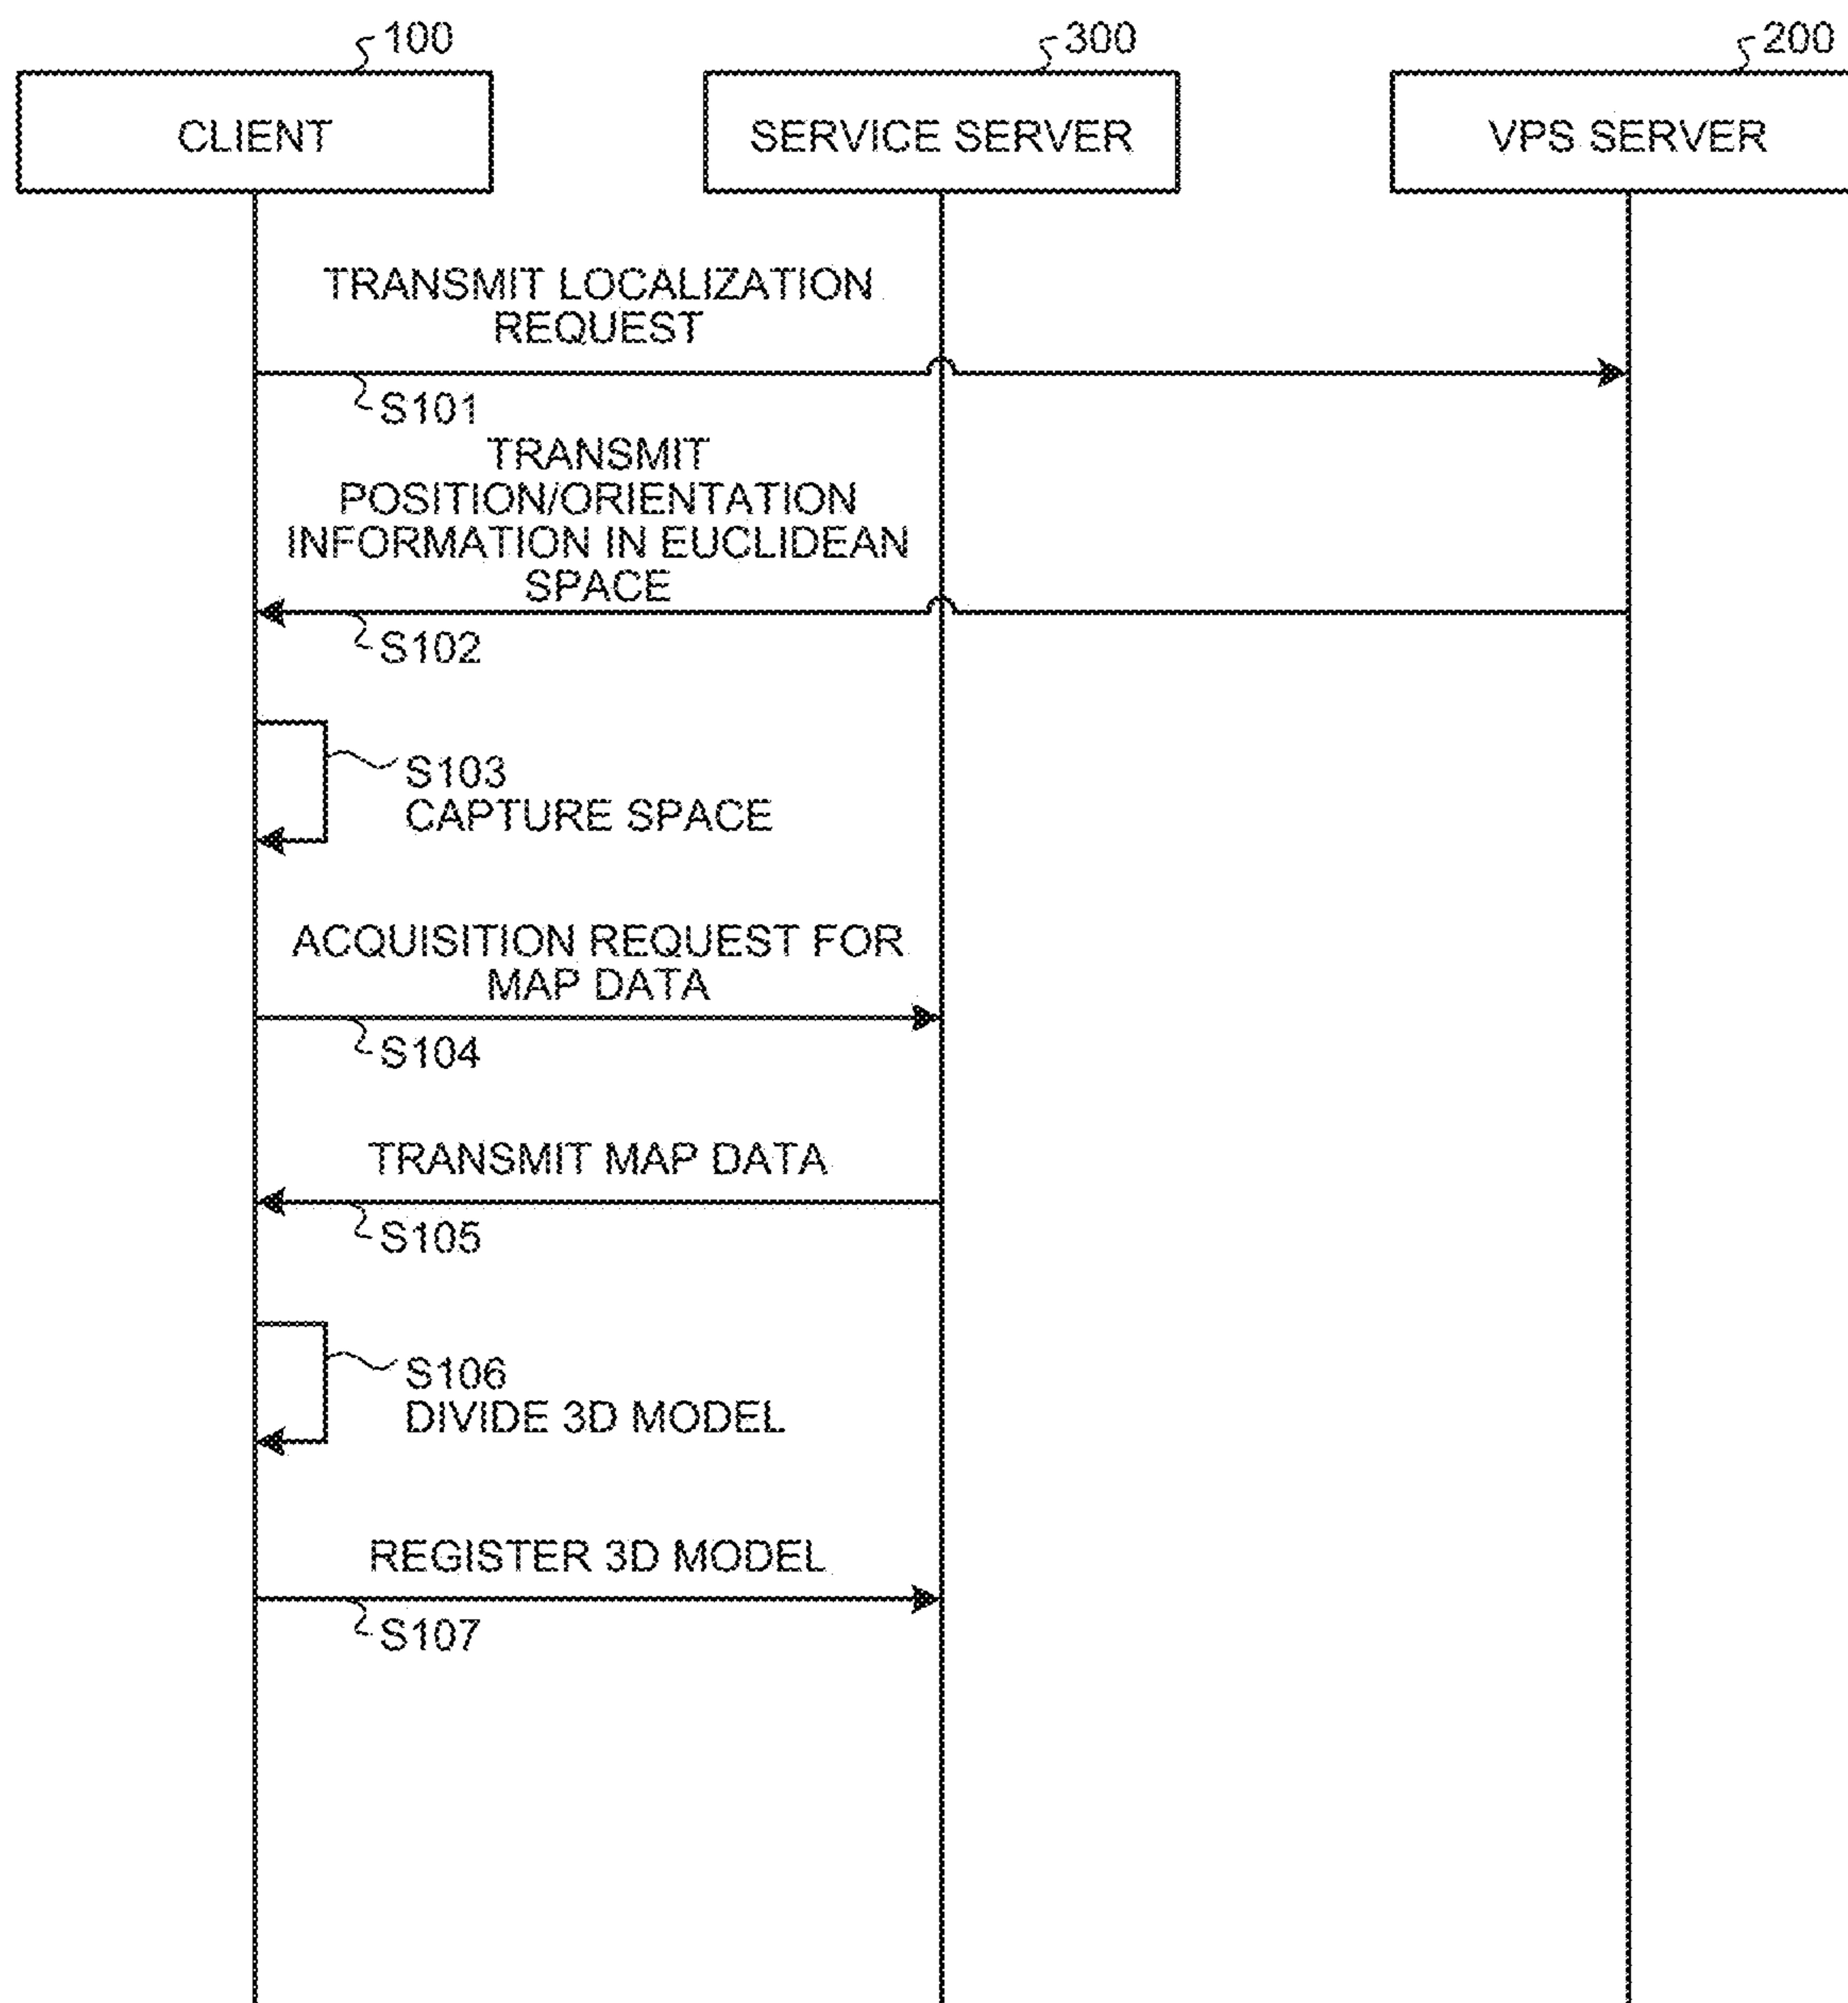 100
300
200
CLIENT
SERVICE SERVER
VPS SERVER
TRANSMIT LOCALIZATION
REQUEST
S101
TRANSMIT
POSITION/ORIENTATION
INFORMATION IN EUCLIDEAN
SPACE
S102
S103
CAPTURE SPACE
ACQUISITION REQUEST FOR
MAP DATA
S104
TRANSMIT MAP DATA
S105
S106
DIVIDE 3D MODEL
REGISTER 3D MODEL
S107